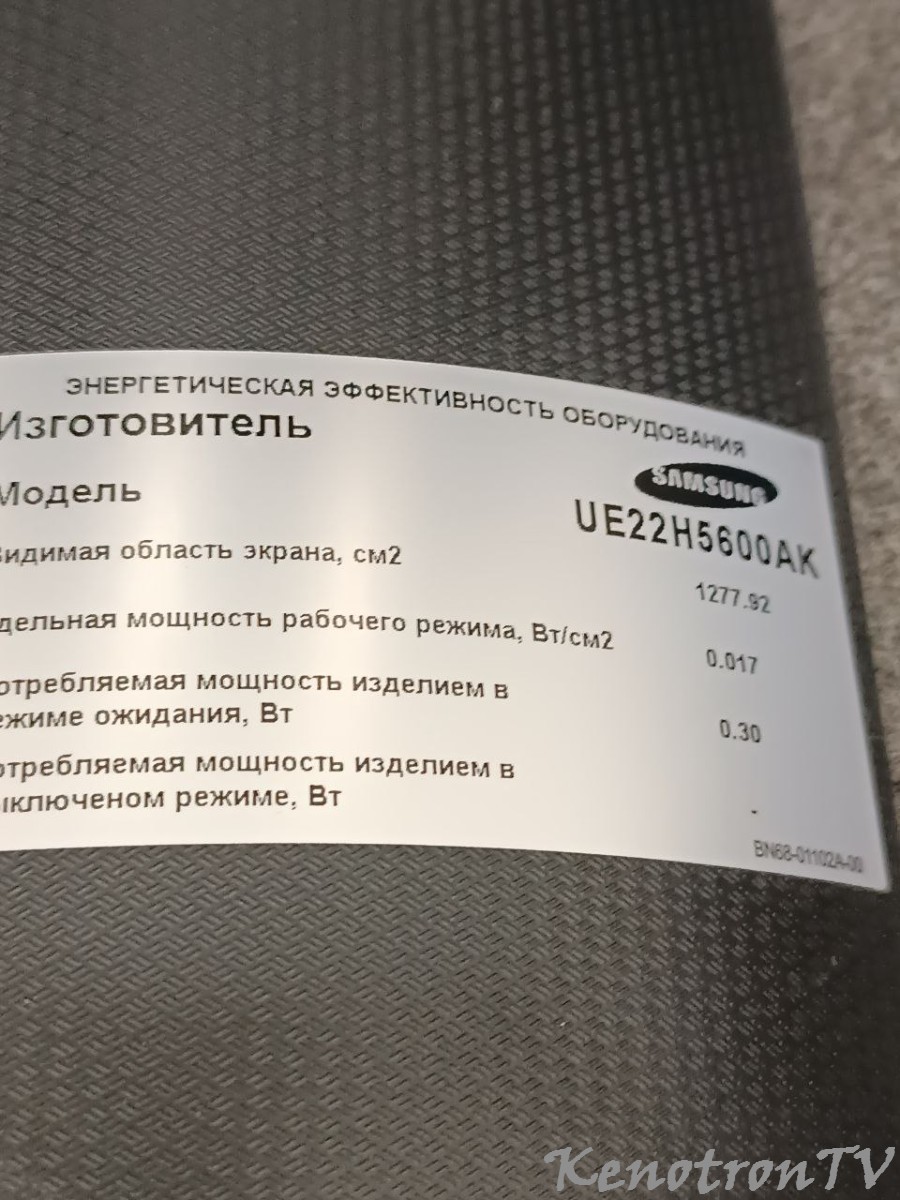 ЭНЕРГЕТИЧЕСКАЯ ЭФФЕКТИВНОСТЬ ОБОРУДОВАНИЯ
Изготовитель
SAMSUNG
Модель
UE22H5600AK
Видимая область экрана, см2
1277.92
дельная мощность рабочего режима, Вт/см2
0.017
отребляемая мощность изделием в
ежиме ожидания, Вт
0.30
отребляемая мощность изделием в
ыключеном режиме, Вт
-
BN68-01102A-00
KenotronTV